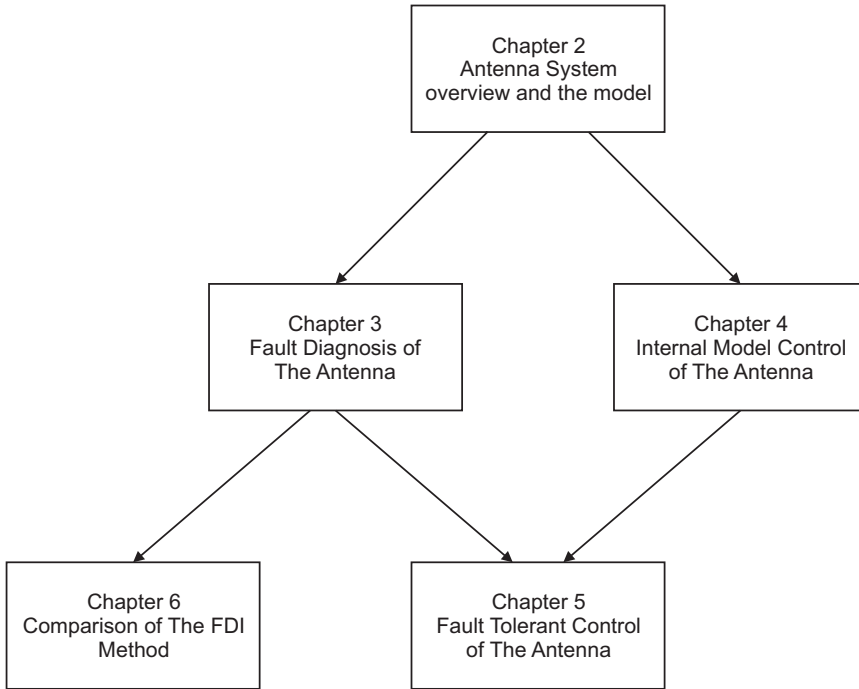 Chapter 2
Antenna System
overview and the model
Chapter 3
Fault Diagnosis of
The Antenna
Chapter 4
Internal Model Control
of The Antenna
Chapter 6
Comparison of The FDI
Method
Chapter 5
Fault Tolerant Control
of The Antenna